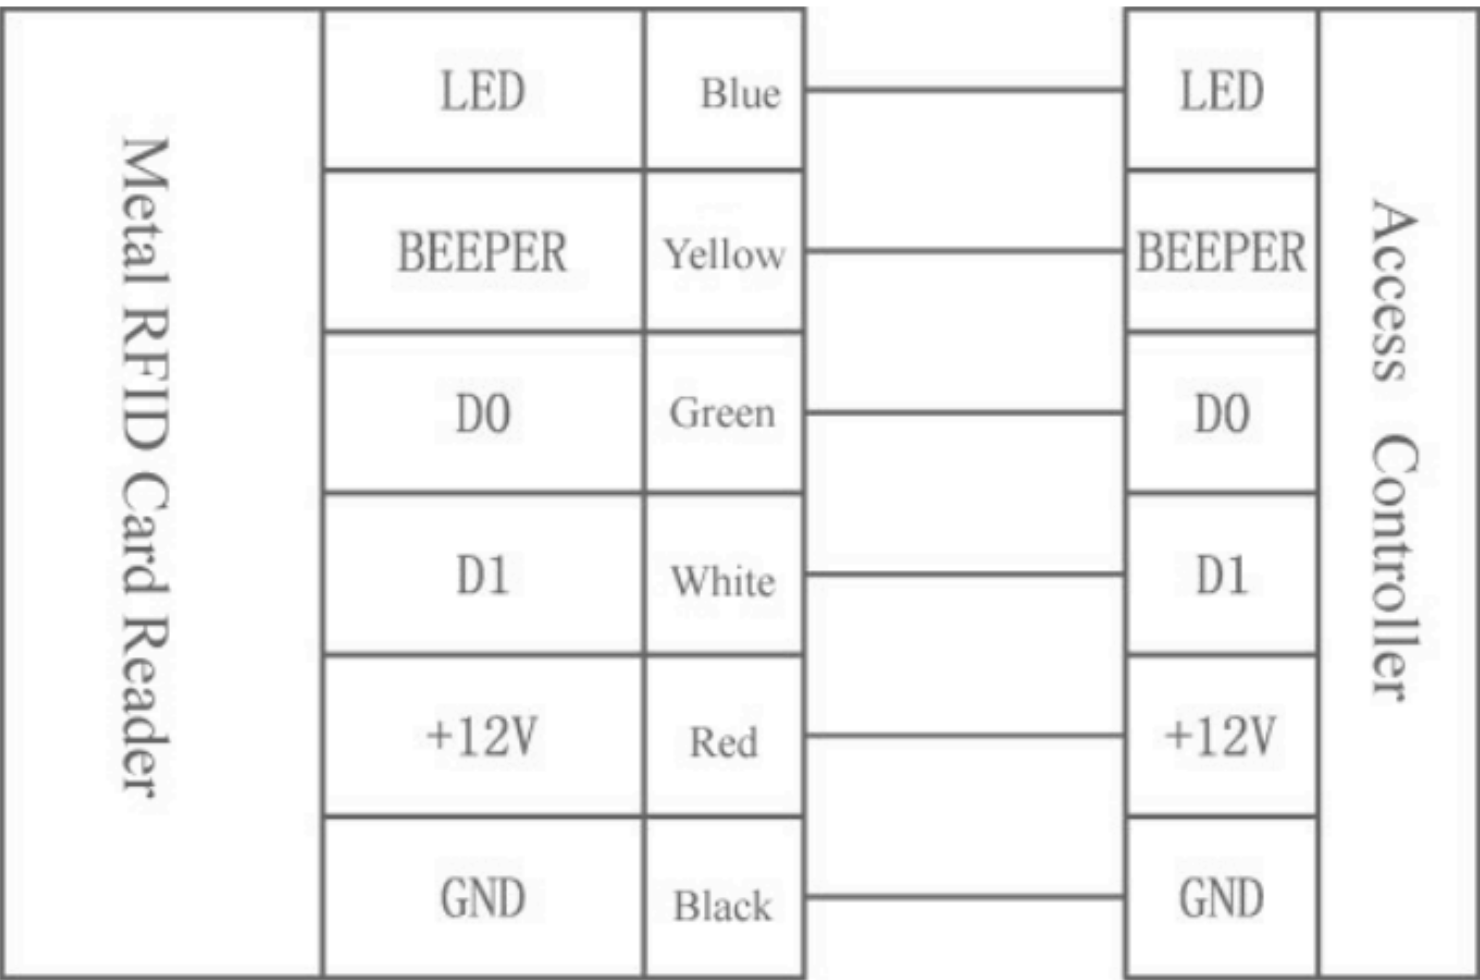 Metal RFID Card Reader
LED Blue LED
BEEPER Yellow BEEPER
D0 Green D0
D1 White D1
+12V Red +12V
GND Black GND
Access Controller